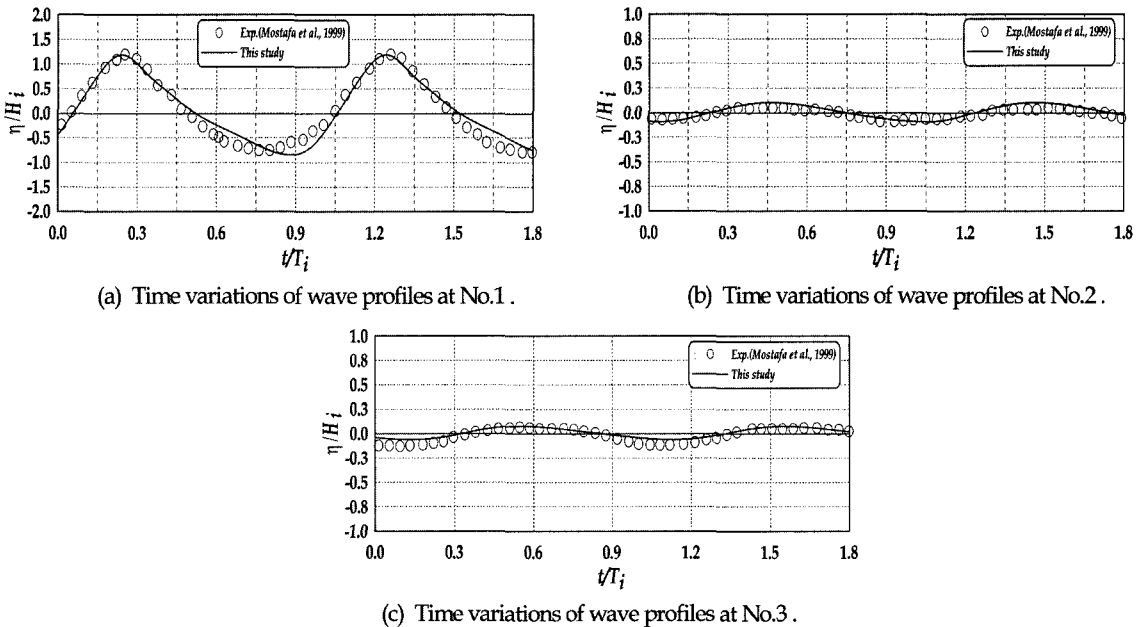 2.0
1.5
1.0
0.5
0.0
-0.5
-1.0
-1.5
-2.0
η/H i
Exp.(Mostafa et al., 1999)
This study
0.0 0.3 0.6 0.9 1.2 1.5 1.8
t/T i
(a) Time variations of wave profiles at No.1 .
1.0
0.8
0.5
0.3
0.0
-0.3
-0.5
-0.8
-1.0
η/H i
Exp.(Mostafa et al., 1999)
This study
0.0 0.3 0.6 0.9 1.2 1.5 1.8
t/T i
(b) Time variations of wave profiles at No.2 .
1.0
0.8
0.5
0.3
0.0
-0.3
-0.5
-0.8
-1.0
η/H i
Exp.(Mostafa et al., 1999)
This study
0.0 0.3 0.6 0.9 1.2 1.5 1.8
t/T i
(c) Time variations of wave profiles at No.3 .